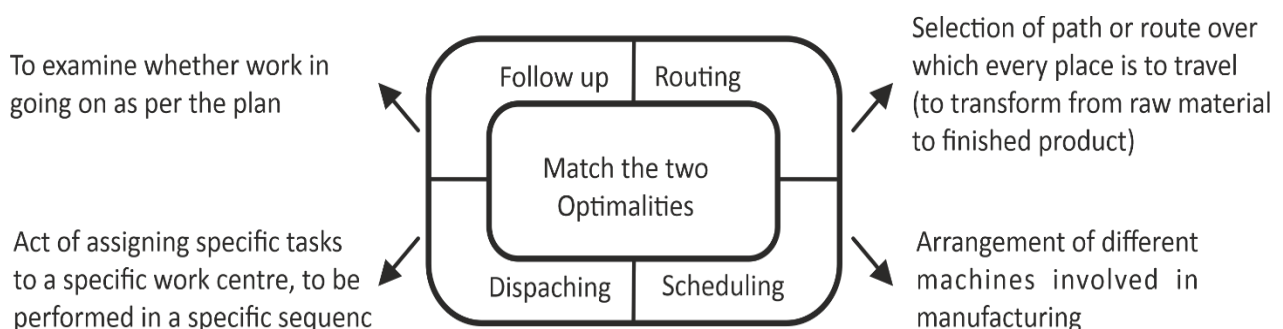 To examine whether work in
going on as per the plan
Follow up
Routing
Selection of path or route over
which every place is to travel
(to transform from raw material
to finished product)
Match the two
Optimalities
Act of assigning specific tasks
to a specific work centre, to be
performed in a specific sequenc
Dispaching
Scheduling
Arrangement of different
machines involved in
manufacturing